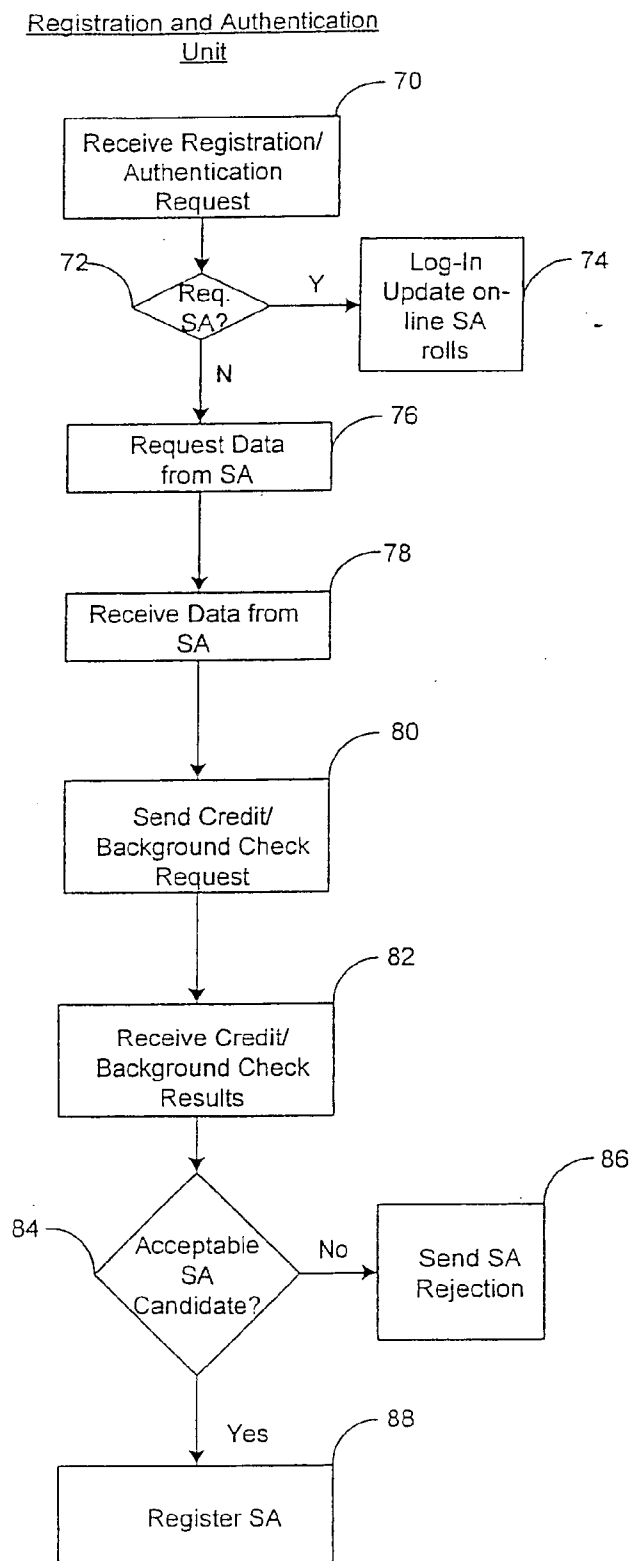 Registration and Authentication
Unit
70
Receive Registration/
Authentication
Request
72
Req.
SA?
Y
Log-In
Update on-
line SA
rolls
74
N
76
Request Data
from SA
78
Receive Data from
SA
80
Send Credit/
Background Check
Request
82
Receive Credit/
Background Check
Results
84
Acceptable
SA
Candidate?
No
86
Send SA
Rejection
Yes
88
Register SA